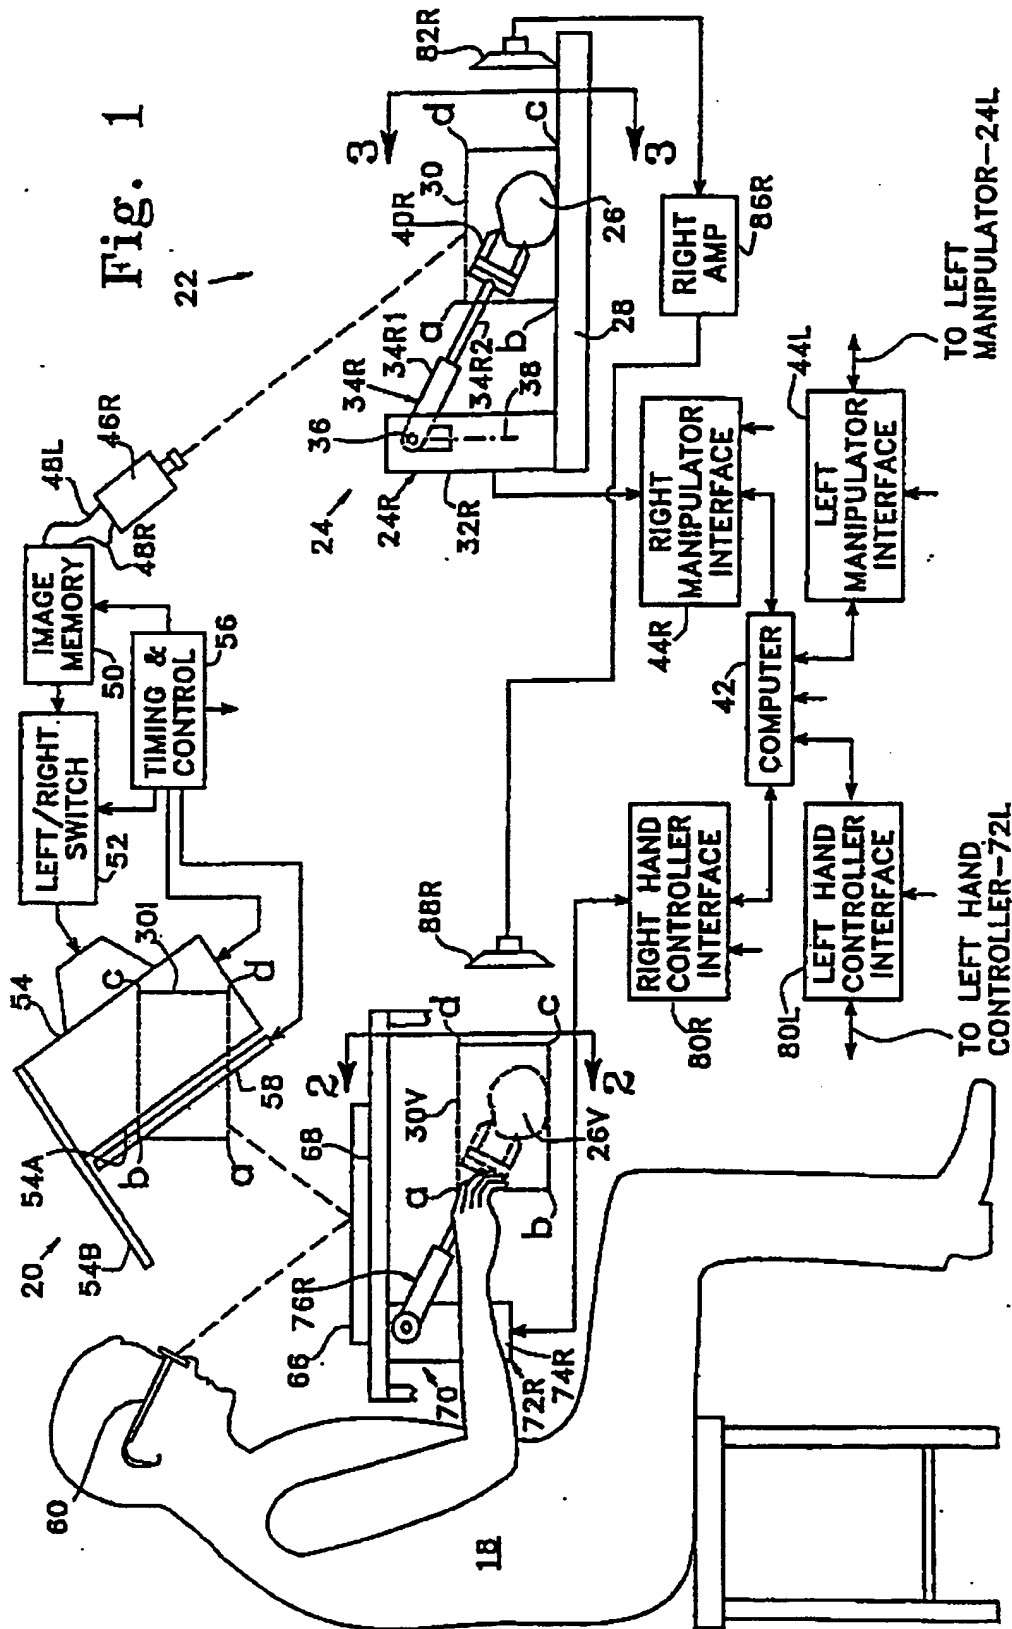 Fig. 1
22
20
54B
54A
54
b
a
c
d
301
58
LEFT/RIGHT
SWITCH
52
IMAGE
MEMORY
50
TIMING &
CONTROL
56
48L
48R
46R
60
18
66
68
70
72R
74R
76R
a
b
c
d
30V
26V
2
2
88R
24
24R
32R
36
34R
34R1
34R2
38
40R
30
a
b
c
d
28
26
3
3
82R
RIGHT
AMP
86R
RIGHT
MANIPULATOR
INTERFACE
44R
LEFT
MANIPULATOR
INTERFACE
44L
TO LEFT
MANIPULATOR-24L
42
COMPUTER
RIGHT HAND
CONTROLLER
INTERFACE
80R
LEFT HAND
CONTROLLER
INTERFACE
80L
TO LEFT HAND
CONTROLLER-72L